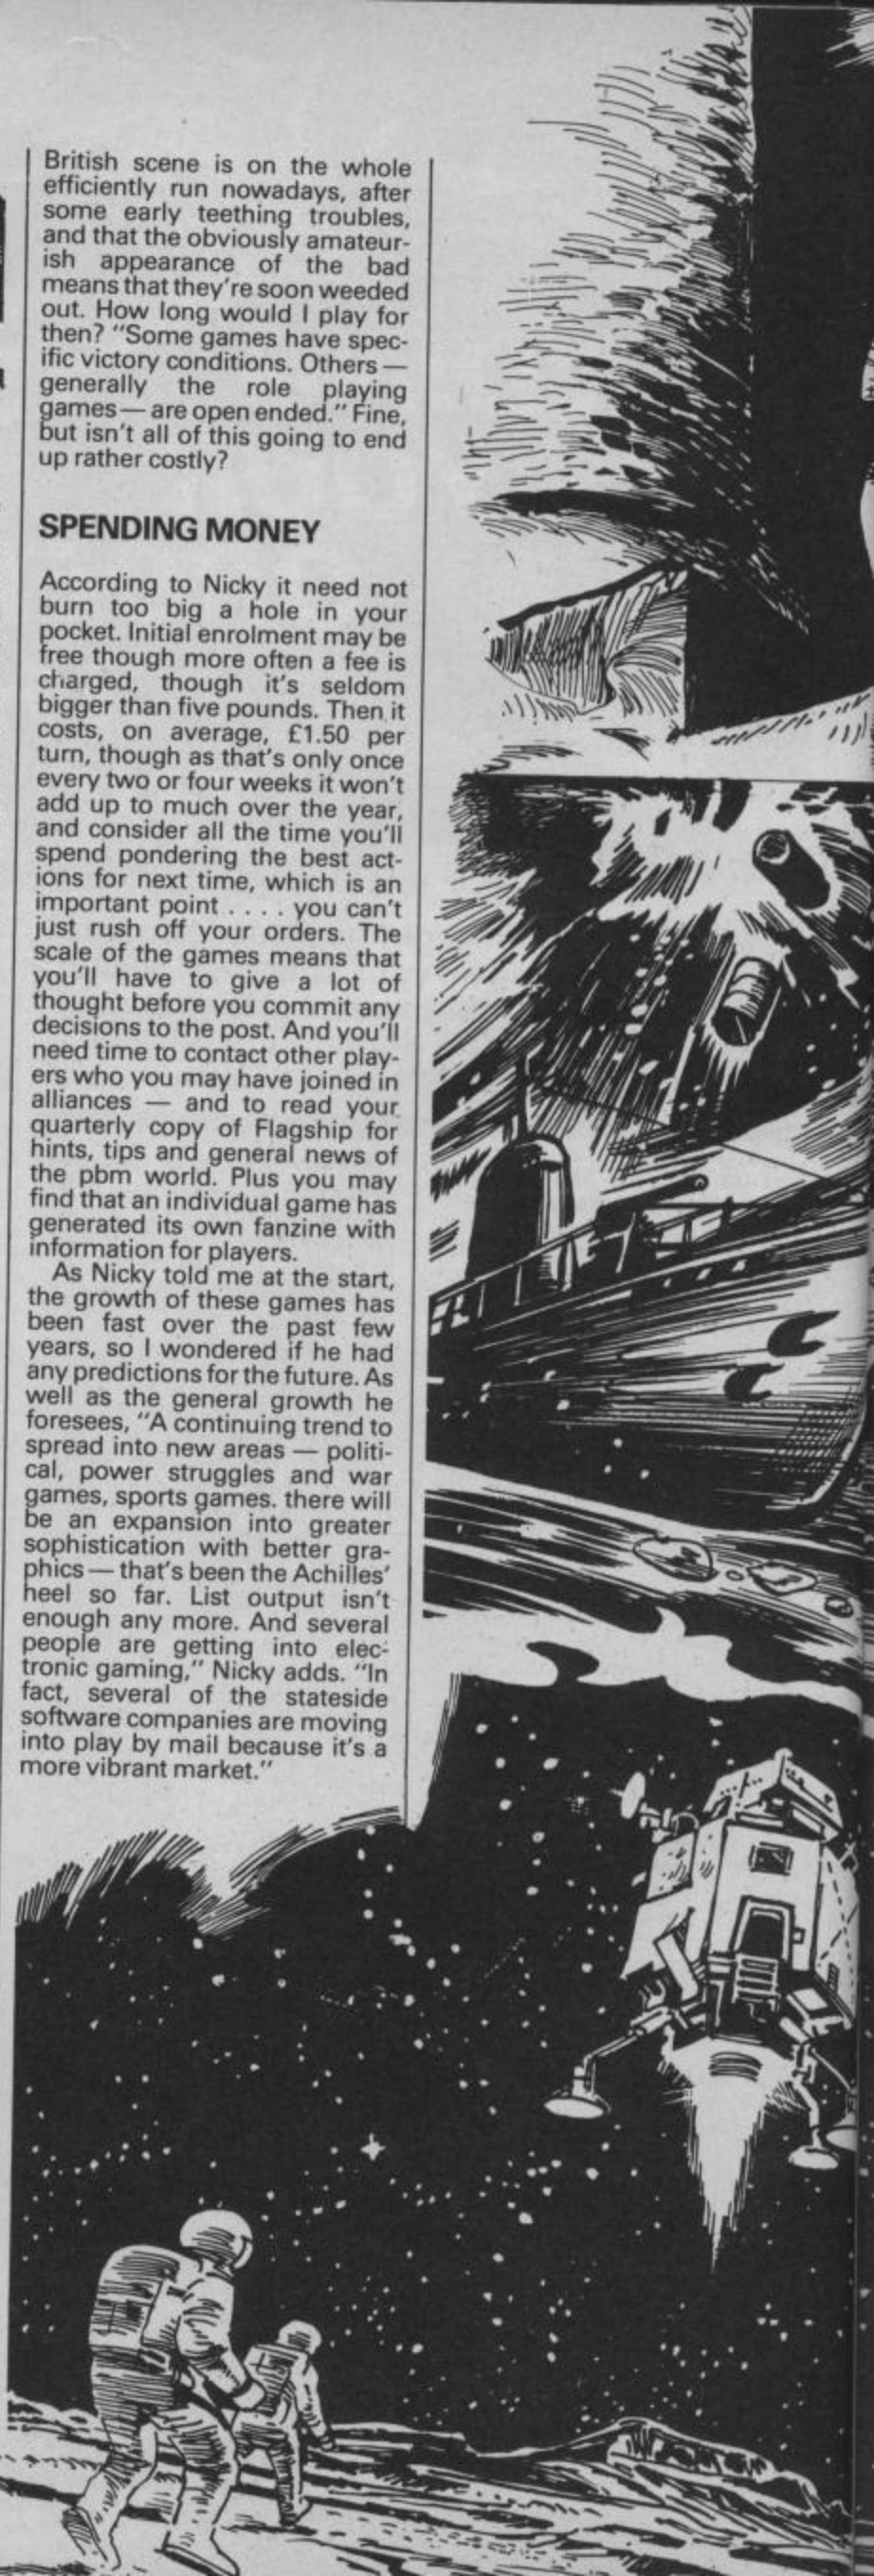 British scene is on the whole
efficiently run nowadays, after
some early teething troubles,
and that the obviously amateur-
ish appearance of the bad
means that they're soon weeded
out. How long would I play for
then? "Some games have spec-
ific victory conditions. Others —
generally the role playing
games — are open ended." Fine,
but isn't all of this going to end
up rather costly?
SPENDING MONEY
According to Nicky it need not
burn too big a hole in your
pocket. Initial enrolment may be
free though more often a fee is
charged, though it's seldom
bigger than five pounds. Then it
costs, on average, £1.50 per
turn, though as that's only once
every two or four weeks it won't
add up to much over the year,
and consider all the time you'll
spend pondering the best act-
ions for next time, which is an
important point . . . . you can't
just rush off your orders. The
scale of the games means that
you'll have to give a lot of
thought before you commit any
decisions to the post. And you'll
need time to contact other play-
ers who you may have joined in
alliances — and to read your
quarterly copy of Flagship for
hints, tips and general news of
the pbm world. Plus you may
find that an individual game has
generated its own fanzine with
information for players.
As Nicky told me at the start,
the growth of these games has
been fast over the past few
years, so I wondered if he had
any predictions for the future. As
well as the general growth he
foresees, "A continuing trend to
spread into new areas — politi-
cal, power struggles and war
games, sports games. there will
be an expansion into greater
sophistication with better gra-
phics — that's been the Achilles'
heel so far. List output isn't
enough any more. And several
people are getting into elec-
tronic gaming," Nicky adds. "In
fact, several of the stateside
software companies are moving
into play by mail because it's a
more vibrant market."